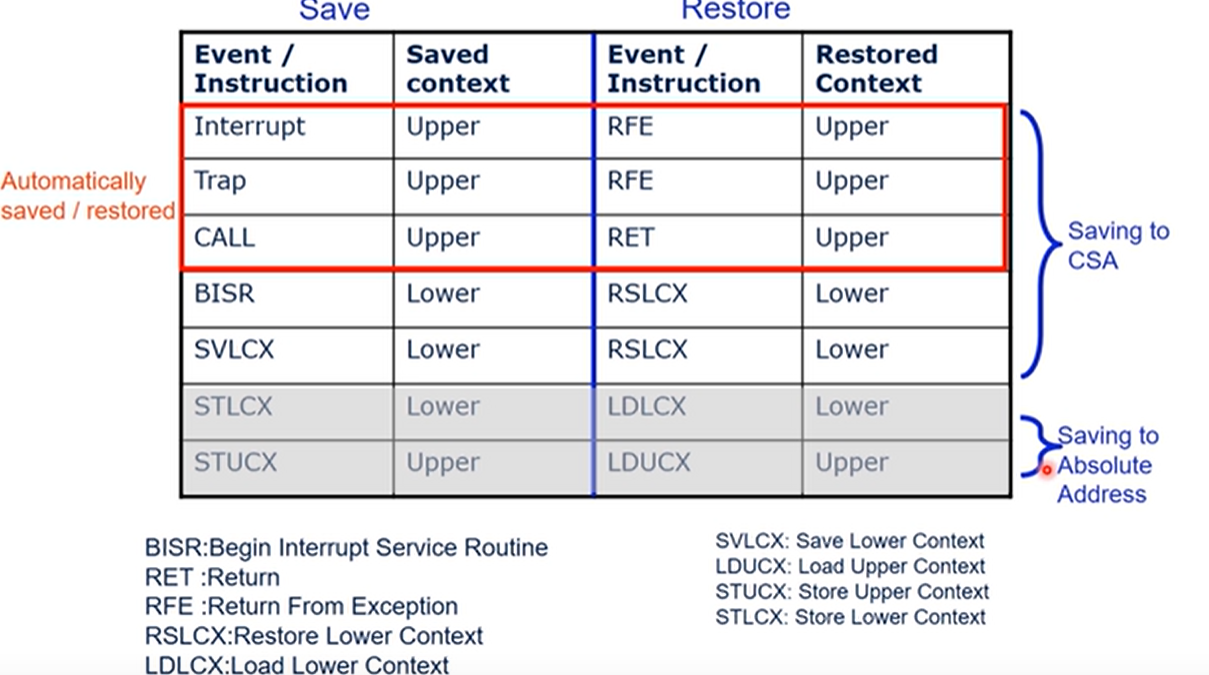 Save Restore
Event / Instruction Saved context Event / Instruction Restored Context
Interrupt Upper RFE Upper
Trap Upper RFE Upper
CALL Upper RET Upper
BISR Lower RSLCX Lower
SVLCX Lower RSLCX Lower
STLCX Lower LDLCX Lower
STUCX Upper LDUCX Upper
Automatically
saved / restored
Saving to
CSA
Saving to
Absolute
Address
BISR:Begin Interrupt Service Routine
RET :Return
RFE :Return From Exception
RSLCX:Restore Lower Context
LDLCX:Load Lower Context
SVLCX: Save Lower Context
LDUCX: Load Upper Context
STUCX: Store Upper Context
STLCX: Store Lower Context